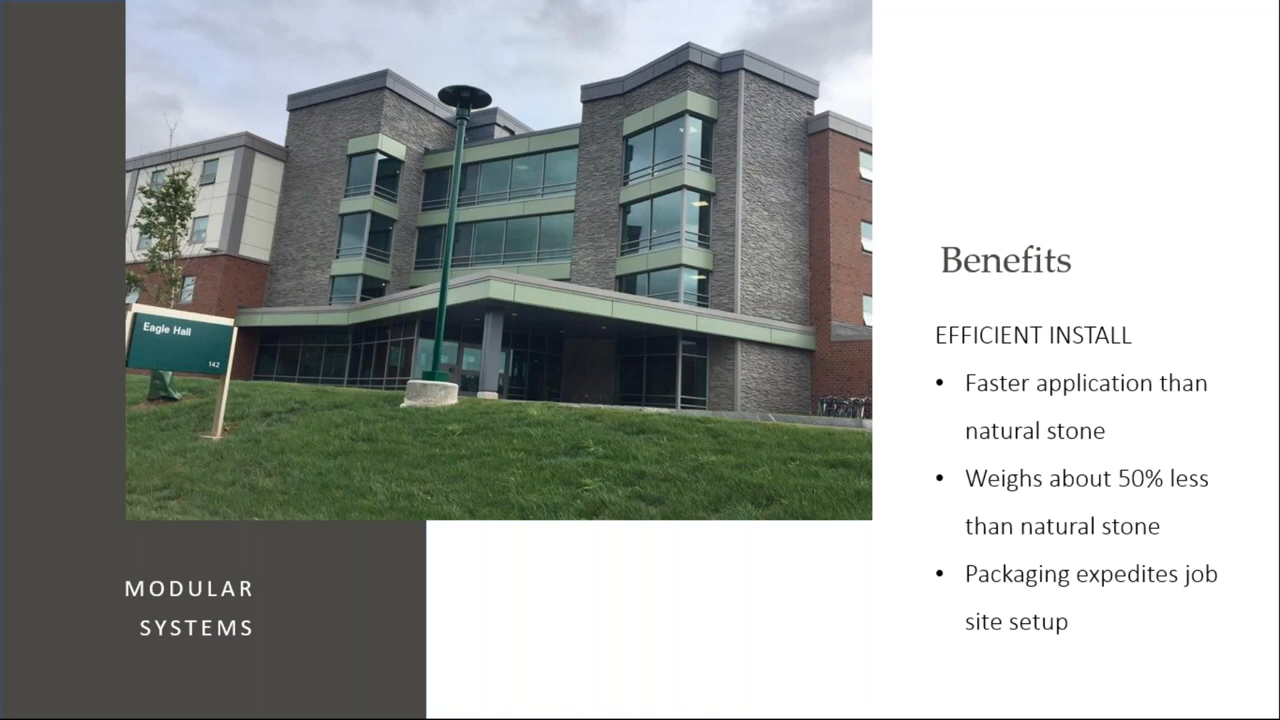 Eagle Hall
142
MODULAR
SYSTEMS
Benefits
EFFICIENT INSTALL
• Faster application than
natural stone
• Weighs about 50% less
than natural stone
• Packaging expedites job
site setup